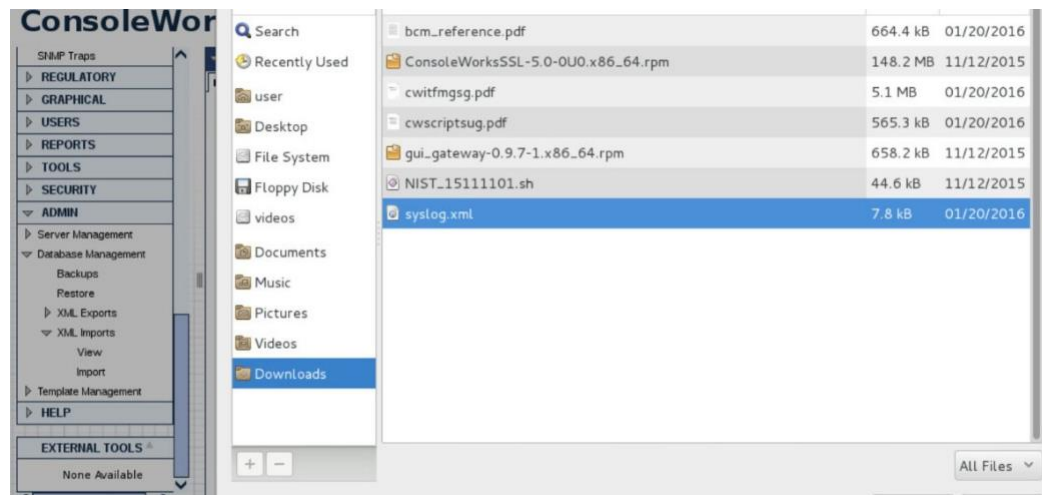 ConsoleWor
SNMP Traps
REGULATORY
GRAPHICAL
USERS
REPORTS
TOOLS
SECURITY
ADMIN
Server Management
Database Management
Backups
Restore
XML Exports
XML Imports
View
Import
Template Management
HELP
EXTERNAL TOOLS
None Available
Search
Recently Used
user
Desktop
File System
Floppy Disk
videos
Documents
Music
Pictures
Videos
Downloads
bcm_reference.pdf 664.4 kB 01/20/2016
ConsoleWorksSSL-5.0-0U0.x86_64.rpm 148.2 MB 11/12/2015
cwitfmgsg.pdf 5.1 MB 01/20/2016
cwscriptsug.pdf 565.3 kB 01/20/2016
gui_gateway-0.9.7-1.x86_64.rpm 658.2 kB 11/12/2015
NIST_15111101.sh 44.6 kB 11/12/2015
syslog.xml 7.8 kB 01/20/2016
All Files